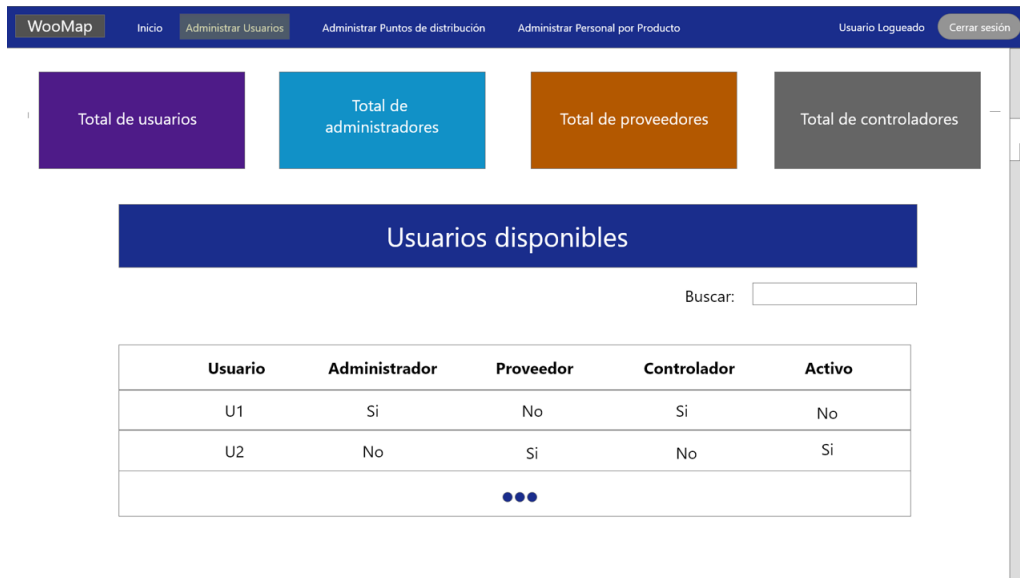 WooMap Inicio Administrar Usuarios Administrar Puntos de distribución Administrar Personal por Producto Usuario Logueado Cerrar sesión
Total de usuarios
Total de
administradores
Total de proveedores
Total de controladores
Usuarios disponibles
Buscar:
Usuario Administrador Proveedor Controlador Activo
U1 Si No Si No
U2 No Si No Si